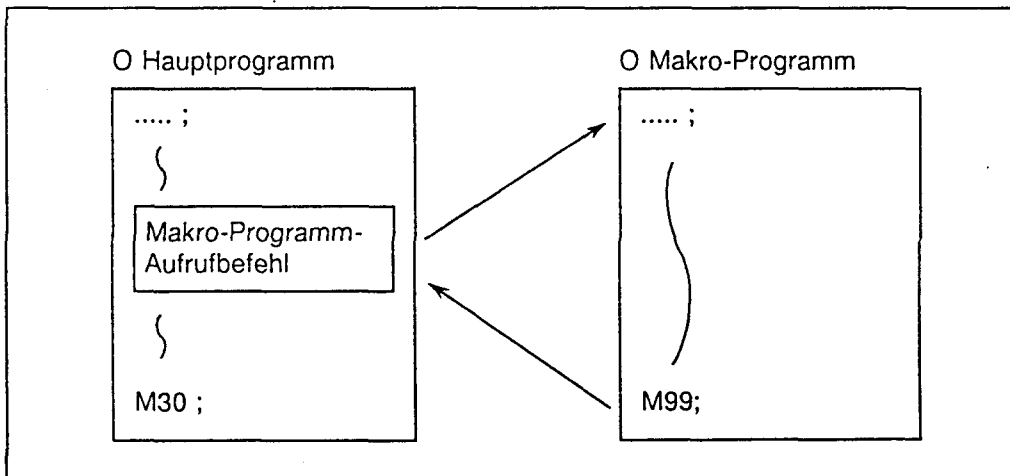 O Hauptprogramm
..... ;
Makro-Programm-
Aufrufbefehl
M30 ;
O Makro-Programm
..... ;
M99;